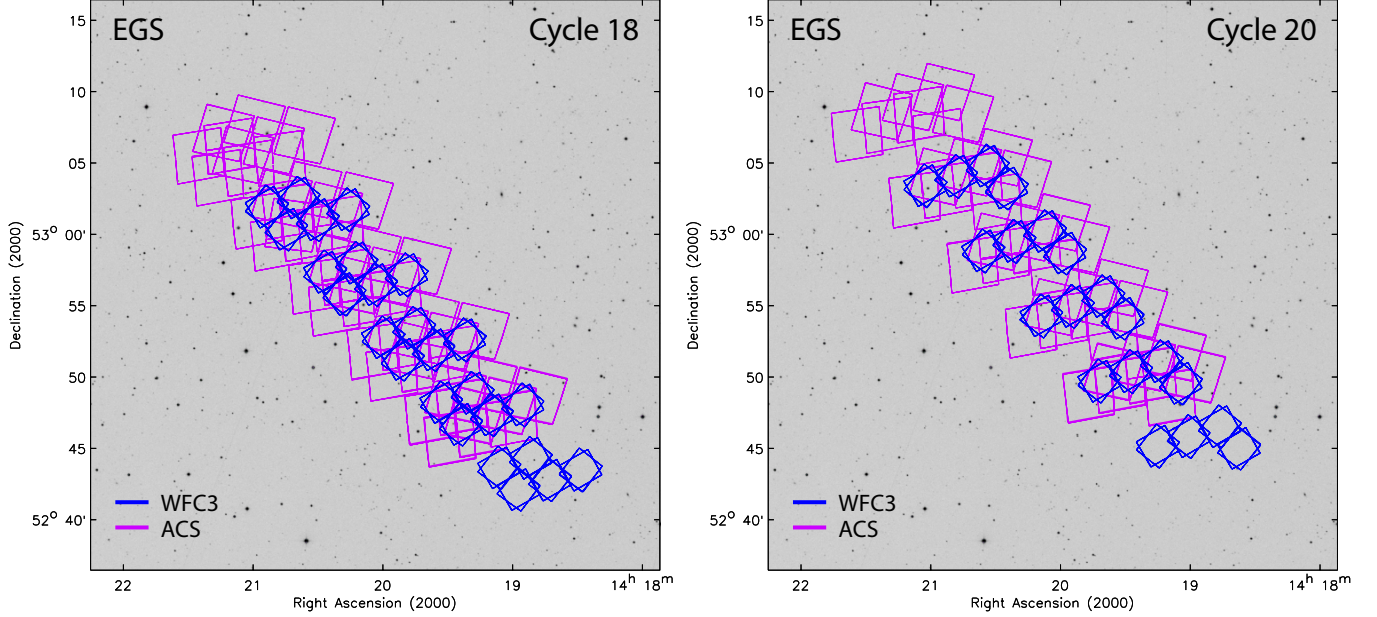 EGS
Cycle 18
15
10
05
53° 00'
55
50
45
52° 40'
Declination (2000)
WFC3
ACS
22
21
20
19
14ʰ 18ᵐ
Right Ascension (2000)
EGS
Cycle 20
15
10
05
53° 00'
55
50
45
52° 40'
Declination (2000)
WFC3
ACS
22
21
20
19
14ʰ 18ᵐ
Right Ascension (2000)